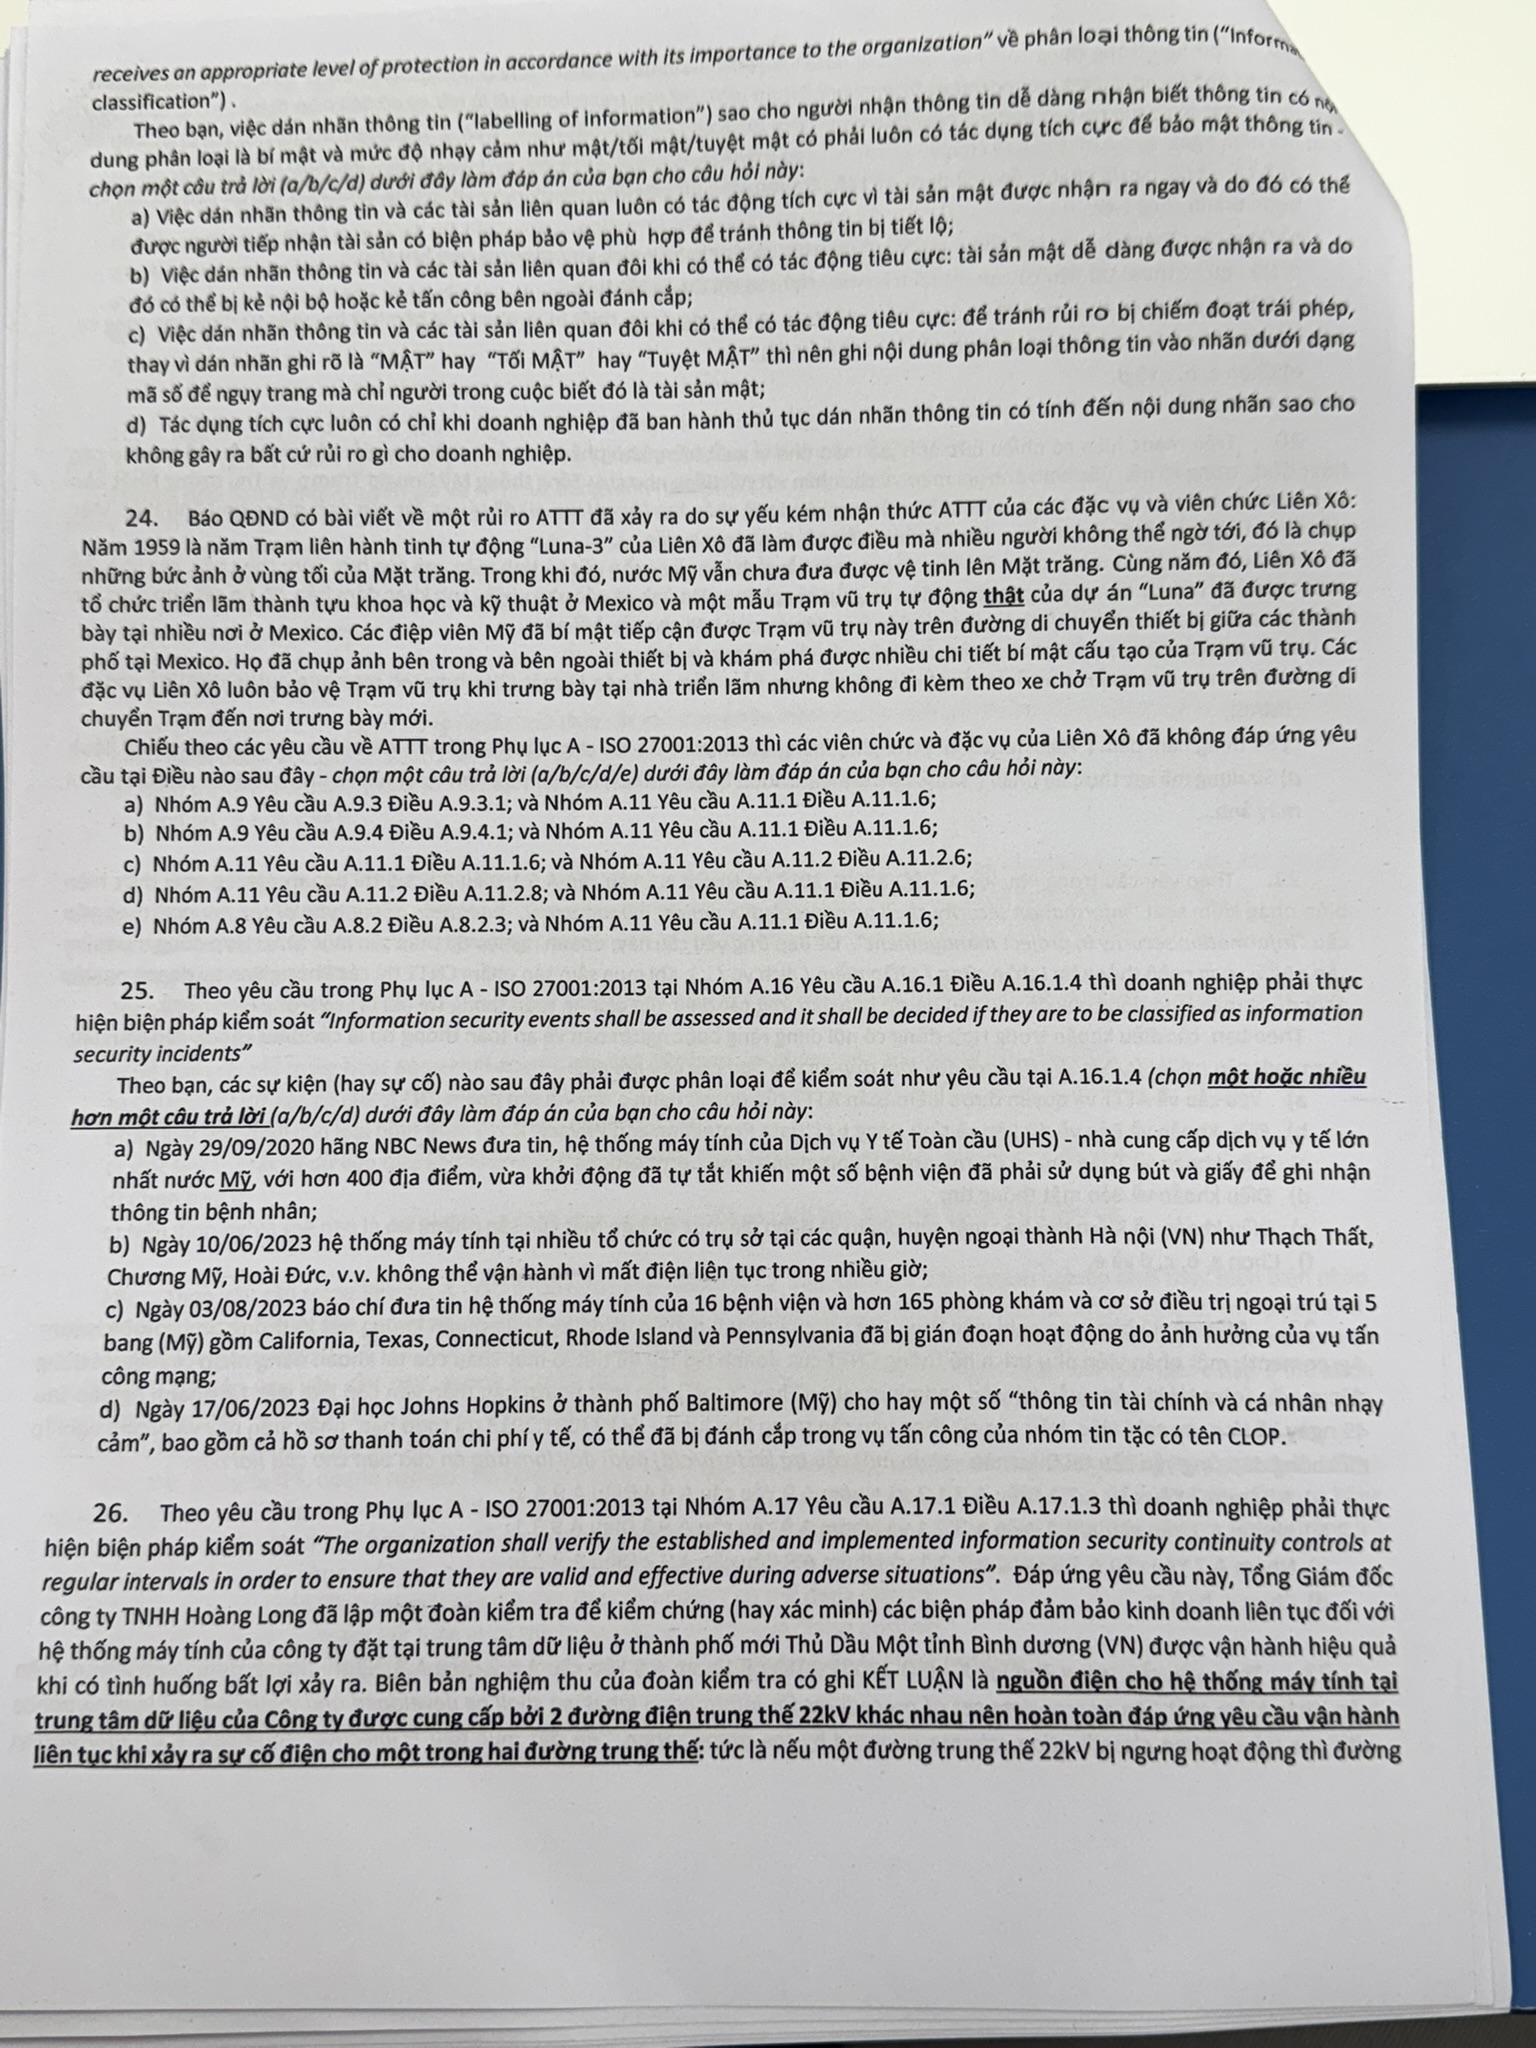 receives an appropriate level of protection in accordance with its importance to the organization” về phân loại thông tin (“Inform
classification”).
Theo bạn, việc dán nhãn thông tin (“labelling of information”) sao cho người nhận thông tin dễ dàng nhận biết thông tin có
dung phân loại là bí mật và mức độ nhạy cảm như mật/tối mật/tuyệt mật có phải luôn có tác dụng tích cực để bảo mật thông tin -
chọn một câu trả lời (a/b/c/d) dưới đây làm đáp án của bạn cho câu hỏi này:
a) Việc dán nhãn thông tin và các tài sản liên quan luôn có tác động tích cực vì tài sản mật được nhận ra ngay và do đó có thể
được người tiếp nhận tài sản có biện pháp bảo vệ phù hợp để tránh thông tin bị tiết lộ;
b) Việc dán nhãn thông tin và các tài sản liên quan đôi khi có thể có tác động tiêu cực: tài sản mật dễ dàng được nhận ra và do
đó có thể bị kẻ nội bộ hoặc kẻ tấn công bên ngoài đánh cắp;
c) Việc dán nhãn thông tin và các tài sản liên quan đôi khi có thể có tác động tiêu cực: để tránh rủi ro bị chiếm đoạt trái phép,
thay vì dán nhãn ghi rõ là “MẬT” hay “Tối MẬT” hay “Tuyệt MẬT” thì nên ghi nội dung phân loại thông tin vào nhãn dưới dạng
mã số để ngụy trang mà chỉ người trong cuộc biết đó là tài sản mật;
d) Tác dụng tích cực luôn có chỉ khi doanh nghiệp đã ban hành thủ tục dán nhãn thông tin có tính đến nội dung nhãn sao cho
không gây ra bất cứ rủi ro gì cho doanh nghiệp.
24. Báo QĐND có bài viết về một rủi ro ATTT đã xảy ra do sự yếu kém nhận thức ATTT của các đặc vụ và viên chức Liên Xô:
Năm 1959 là năm Trạm liên hành tinh tự động “Luna-3” của Liên Xô đã làm được điều mà nhiều người không thể ngờ tới, đó là chụp
những bức ảnh ở vùng tối của Mặt trăng. Trong khi đó, nước Mỹ vẫn chưa đưa được vệ tinh lên Mặt trăng. Cùng năm đó, Liên Xô đã
tổ chức triển lãm thành tựu khoa học và kỹ thuật ở Mexico và một mẫu Trạm vũ trụ tự động thật của dự án “Luna” đã được trưng
bày tại nhiều nơi ở Mexico. Các điệp viên Mỹ đã bí mật tiếp cận được Trạm vũ trụ này trên đường di chuyển thiết bị giữa các thành
phố tại Mexico. Họ đã chụp ảnh bên trong và bên ngoài thiết bị và khám phá được nhiều chi tiết bí mật cấu tạo của Trạm vũ trụ. Các
đặc vụ Liên Xô luôn bảo vệ Trạm vũ trụ khi trưng bày tại nhà triển lãm nhưng không đi kèm theo xe chở Trạm vũ trụ trên đường di
chuyển Trạm đến nơi trưng bày mới.
Chiếu theo các yêu cầu về ATTT trong Phụ lục A - ISO 27001:2013 thì các viên chức và đặc vụ của Liên Xô đã không đáp ứng yêu
cầu tại Điều nào sau đây - chọn một câu trả lời (a/b/c/d/e) dưới đây làm đáp án của bạn cho câu hỏi này:
a) Nhóm A.9 Yêu cầu A.9.3 Điều A.9.3.1; và Nhóm A.11 Yêu cầu A.11.1 Điều A.11.1.6;
b) Nhóm A.9 Yêu cầu A.9.4 Điều A.9.4.1; và Nhóm A.11 Yêu cầu A.11.1 Điều A.11.1.6;
c) Nhóm A.11 Yêu cầu A.11.1 Điều A.11.1.6; và Nhóm A.11 Yêu cầu A.11.2 Điều A.11.2.6;
d) Nhóm A.11 Yêu cầu A.11.2 Điều A.11.2.8; và Nhóm A.11 Yêu cầu A.11.1 Điều A.11.1.6;
e) Nhóm A.8 Yêu cầu A.8.2 Điều A.8.2.3; và Nhóm A.11 Yêu cầu A.11.1 Điều A.11.1.6;
25. Theo yêu cầu trong Phụ lục A - ISO 27001:2013 tại Nhóm A.16 Yêu cầu A.16.1 Điều A.16.1.4 thì doanh nghiệp phải thực
hiện biện pháp kiểm soát “Information security events shall be assessed and it shall be decided if they are to be classified as information
security incidents”
Theo bạn, các sự kiện (hay sự cố) nào sau đây phải được phân loại để kiểm soát như yêu cầu tại A.16.1.4 (chọn một hoặc nhiều
hơn một câu trả lời (a/b/c/d) dưới đây làm đáp án của bạn cho câu hỏi này:
a) Ngày 29/09/2020 hãng NBC News đưa tin, hệ thống máy tính của Dịch vụ Y tế Toàn cầu (UHS) - nhà cung cấp dịch vụ y tế lớn
nhất nước Mỹ, với hơn 400 địa điểm, vừa khởi động đã tự tắt khiến một số bệnh viện đã phải sử dụng bút và giấy để ghi nhận
thông tin bệnh nhân;
b) Ngày 10/06/2023 hệ thống máy tính tại nhiều tổ chức có trụ sở tại các quận, huyện ngoại thành Hà nội (VN) như Thạch Thất,
Chương Mỹ, Hoài Đức, v.v. không thể vận hành vì mất điện liên tục trong nhiều giờ;
c) Ngày 03/08/2023 báo chí đưa tin hệ thống máy tính của 16 bệnh viện và hơn 165 phòng khám và cơ sở điều trị ngoại trú tại 5
bang (Mỹ) gồm California, Texas, Connecticut, Rhode Island và Pennsylvania đã bị gián đoạn hoạt động do ảnh hưởng của vụ tấn
công mạng;
d) Ngày 17/06/2023 Đại học Johns Hopkins ở thành phố Baltimore (Mỹ) cho hay một số “thông tin tài chính và cá nhân nhạy
cảm”, bao gồm cả hồ sơ thanh toán chi phí y tế, có thể đã bị đánh cắp trong vụ tấn công của nhóm tin tặc có tên CLOP.
26. Theo yêu cầu trong Phụ lục A - ISO 27001:2013 tại Nhóm A.17 Yêu cầu A.17.1 Điều A.17.1.3 thì doanh nghiệp phải thực
hiện biện pháp kiểm soát “The organization shall verify the established and implemented information security continuity controls at
regular intervals in order to ensure that they are valid and effective during adverse situations”. Đáp ứng yêu cầu này, Tổng Giám đốc
công ty TNHH Hoàng Long đã lập một đoàn kiểm tra để kiểm chứng (hay xác minh) các biện pháp đảm bảo kinh doanh liên tục đối với
hệ thống máy tính của công ty đặt tại trung tâm dữ liệu ở thành phố mới Thủ Dầu Một tỉnh Bình dương (VN) được vận hành hiệu quả
khi có tình huống bất lợi xảy ra. Biên bản nghiệm thu của đoàn kiểm tra có ghi KẾT LUẬN là nguồn điện cho hệ thống máy tính tại
trung tâm dữ liệu của Công ty được cung cấp bởi 2 đường điện trung thế 22kV khác nhau nên hoàn toàn đáp ứng yêu cầu vận hành
liên tục khi xảy ra sự cố điện cho một trong hai đường trung thế: tức là nếu một đường trung thế 22kV bị ngưng hoạt động thì đường